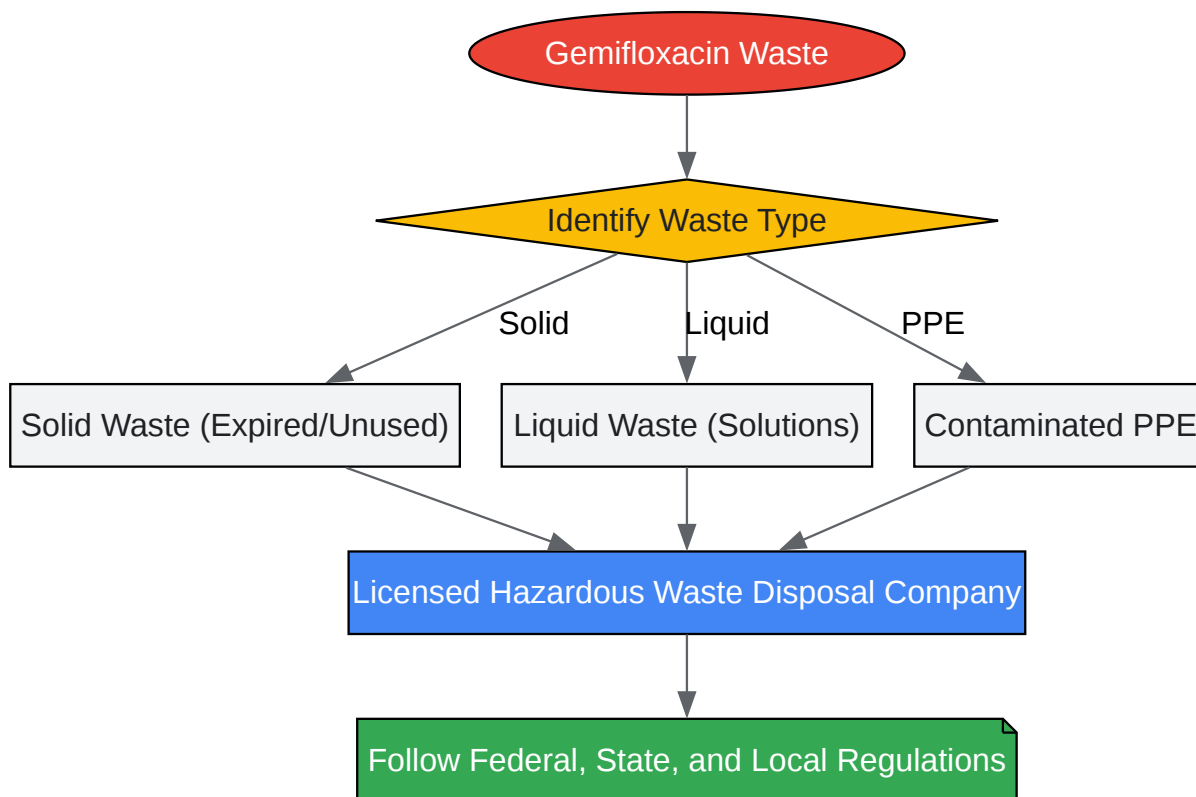 Gemifloxacin Waste
Identify Waste Type
Solid
Liquid
PPE
Solid Waste (Expired/Unused)
Liquid Waste (Solutions)
Contaminated PPE
Licensed Hazardous Waste Disposal Company
Follow Federal, State, and Local Regulations